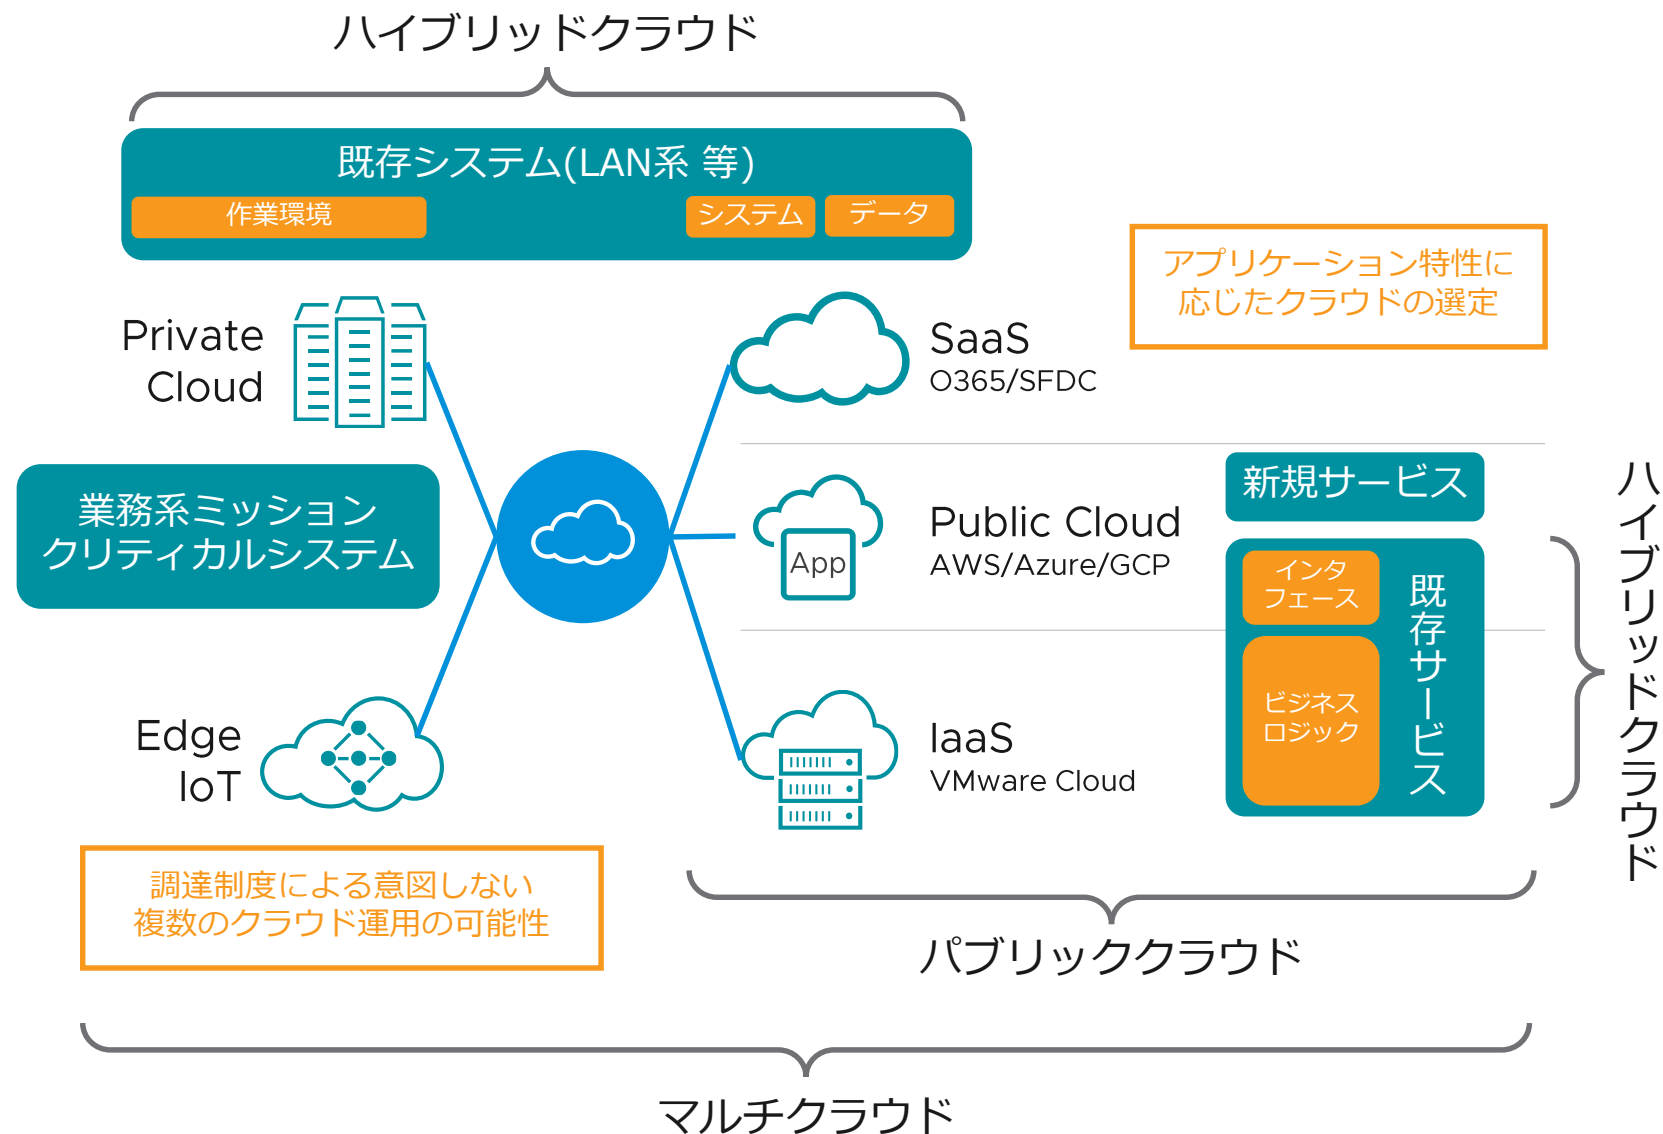 ハイブリッドクラウド
既存システム(LAN系 等)
作業環境
システム
データ
アプリケーション特性に
応じたクラウドの選定
Private
Cloud
SaaS
O365/SFDC
業務系ミッション
クリティカルシステム
App
Public Cloud
AWS/Azure/GCP
新規サービス
インタ
フェース
ビジネス
ロジック
既存サービス
ハイブリッドクラウド
Edge
IoT
IaaS
VMware Cloud
調達制度による意図しない
複数のクラウド運用の可能性
パブリッククラウド
マルチクラウド